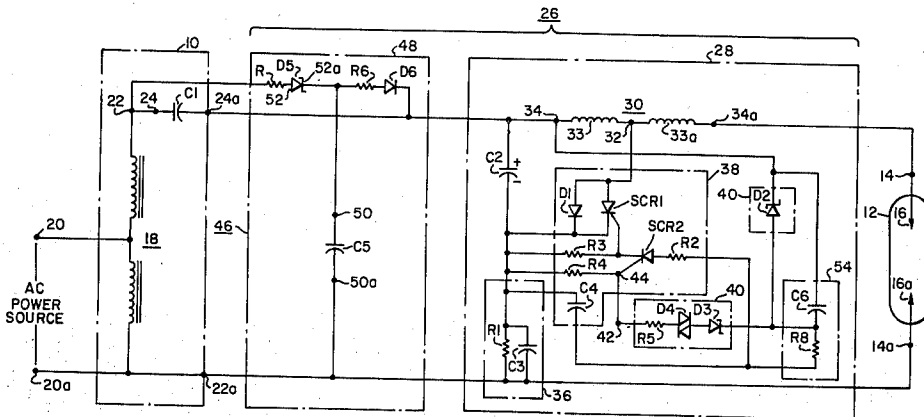 26
10
48
28
D5
52a
R
R6
D6
22
24
C1
24a
52
34
30
34a
33
32
33a
C2
+
-
38
14
D1
SCR1
40
D2
12
16
20
18
46
50
C5
50a
SCR2
R3
R2
R4
44
54
16a
AC
POWER
SOURCE
C4
40
D4
D3
C6
42
R5
R8
R1
C3
14a
20a
22a
36